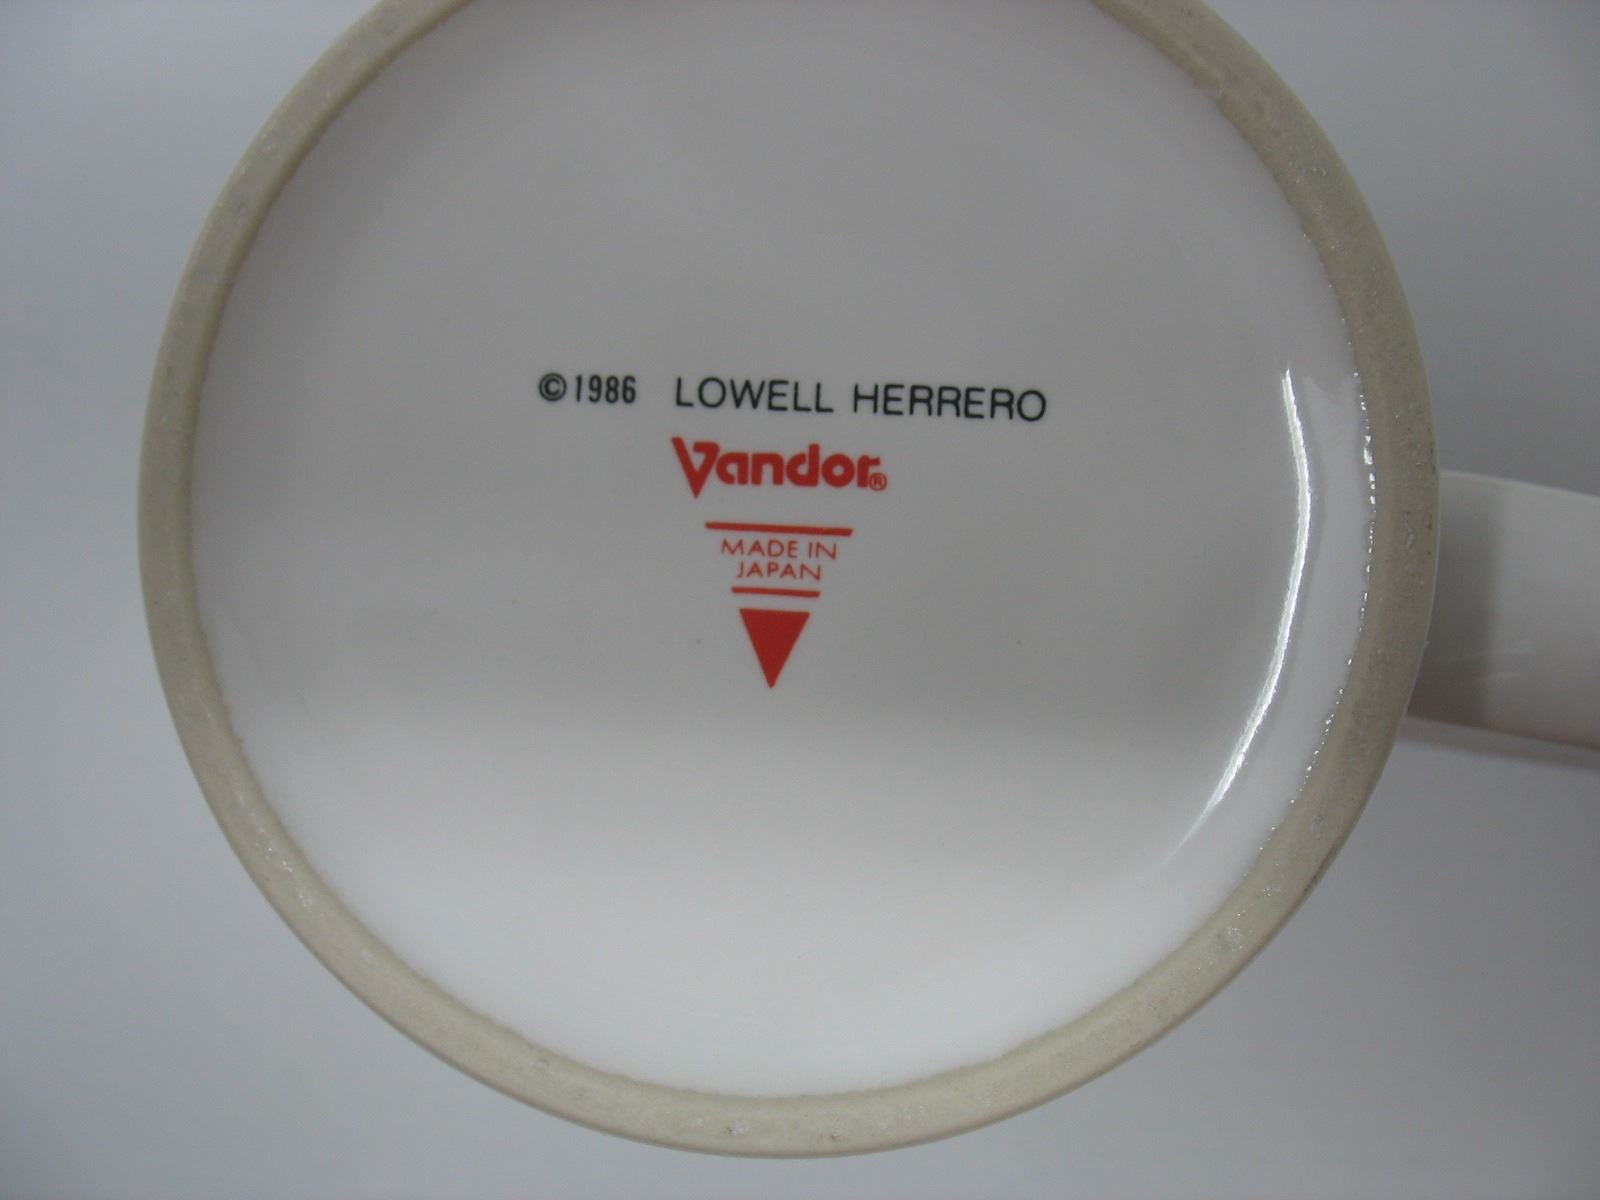 ©1986 LOWELL HERRERO
Vandor®
MADE IN
JAPAN